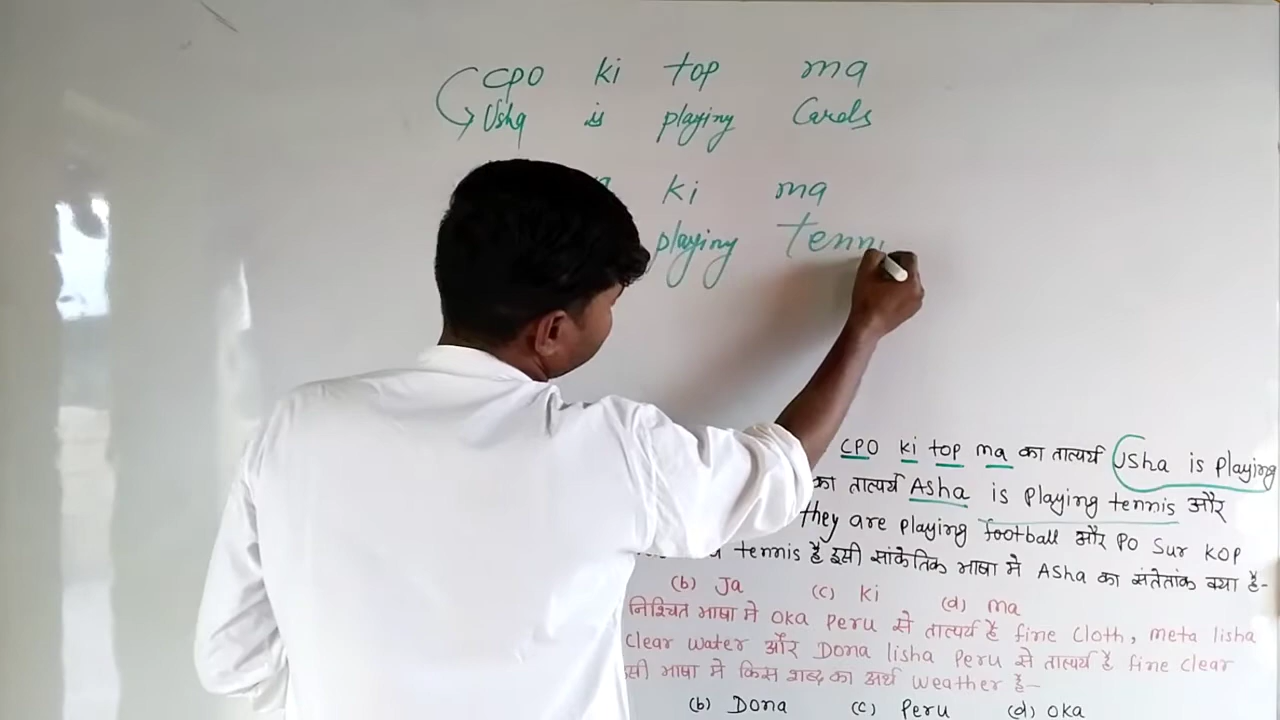 CPO ki top ma
Usha is playing Cards
ki ma
playing tenni
CPO ki top ma का तात्पर्य Usha is Playing
का तात्पर्य Asha is playing tennis और
they are playing football और PO Sur KOP
tennis है इसी सांकेतिक भाषा मे Asha का संतेतांक क्या है-
(b) Ja (c) Ki (d) ma
निश्चित भाषा मे Oka Peru से तात्पर्य है fine Cloth, meta lisha
Clear Water और Dona lisha Peru से तात्पर्य है fine Clear
भाषा मे किस शब्द का अर्थ Weather है-
(b) Dona (c) Peru (d) Oka